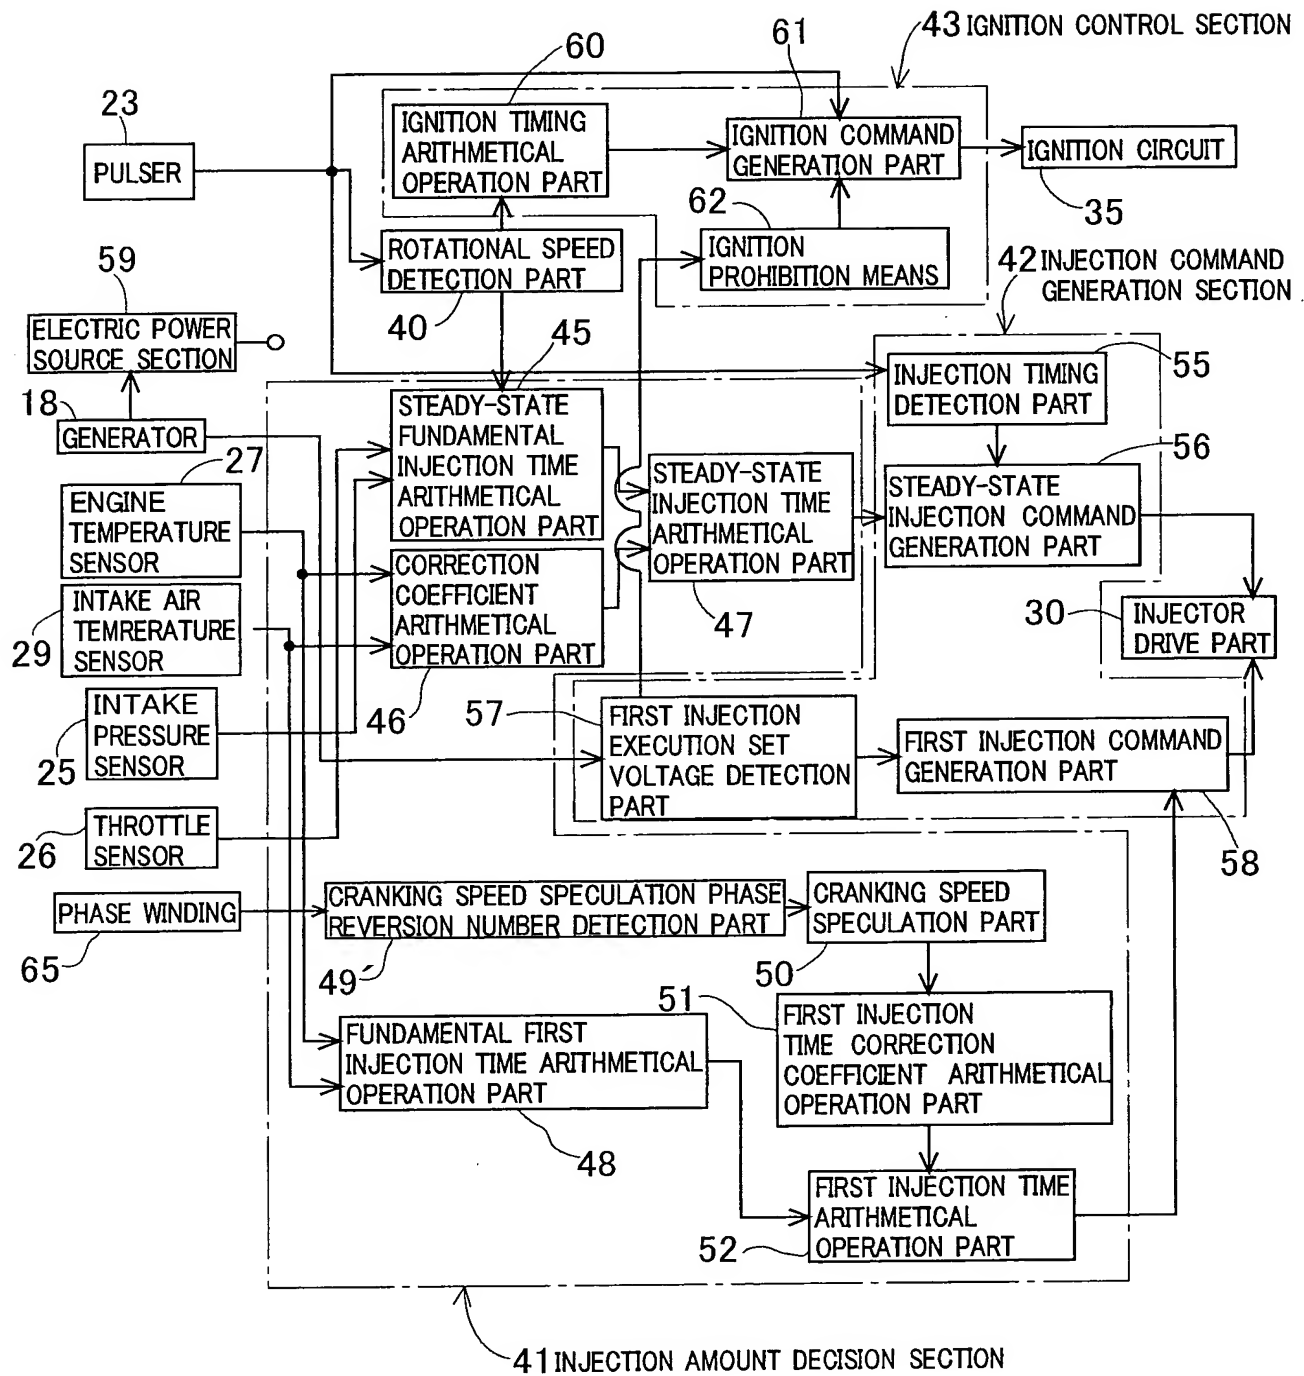 43 IGNITION CONTROL SECTION
60
61
23
PULSER
IGNITION TIMING
ARITHMETICAL
OPERATION PART
IGNITION COMMAND
GENERATION PART
IGNITION CIRCUIT
35
62
ROTATIONAL SPEED
DETECTION PART
40
IGNITION
PROHIBITION MEANS
42 INJECTION COMMAND
GENERATION SECTION
59
ELECTRIC POWER
SOURCE SECTION
18
GENERATOR
45
STEADY-STATE
FUNDAMENTAL
INJECTION TIME
ARITHMETICAL
OPERATION PART
55
INJECTION TIMING
DETECTION PART
56
STEADY-STATE
INJECTION COMMAND
GENERATION PART
STEADY-STATE
INJECTION TIME
ARITHMETICAL
OPERATION PART
47
27
ENGINE
TEMPERATURE
SENSOR
INTAKE AIR
TEMRERATURE
SENSOR
29
CORRECTION
COEFFICIENT
ARITHMETICAL
OPERATION PART
46
30
INJECTOR
DRIVE PART
INTAKE
PRESSURE
SENSOR
25
57
FIRST INJECTION
EXECUTION SET
VOLTAGE DETECTION
PART
FIRST INJECTION COMMAND
GENERATION PART
58
THROTTLE
SENSOR
26
PHASE WINDING
65
CRANKING SPEED SPECULATION PHASE
REVERSION NUMBER DETECTION PART
49'
CRANKING SPEED
SPECULATION PART
50
51
FIRST INJECTION
TIME CORRECTION
COEFFICIENT ARITHMETICAL
OPERATION PART
FUNDAMENTAL FIRST
INJECTION TIME ARITHMETICAL
OPERATION PART
48
FIRST INJECTION TIME
ARITHMETICAL
OPERATION PART
52
41 INJECTION AMOUNT DECISION SECTION